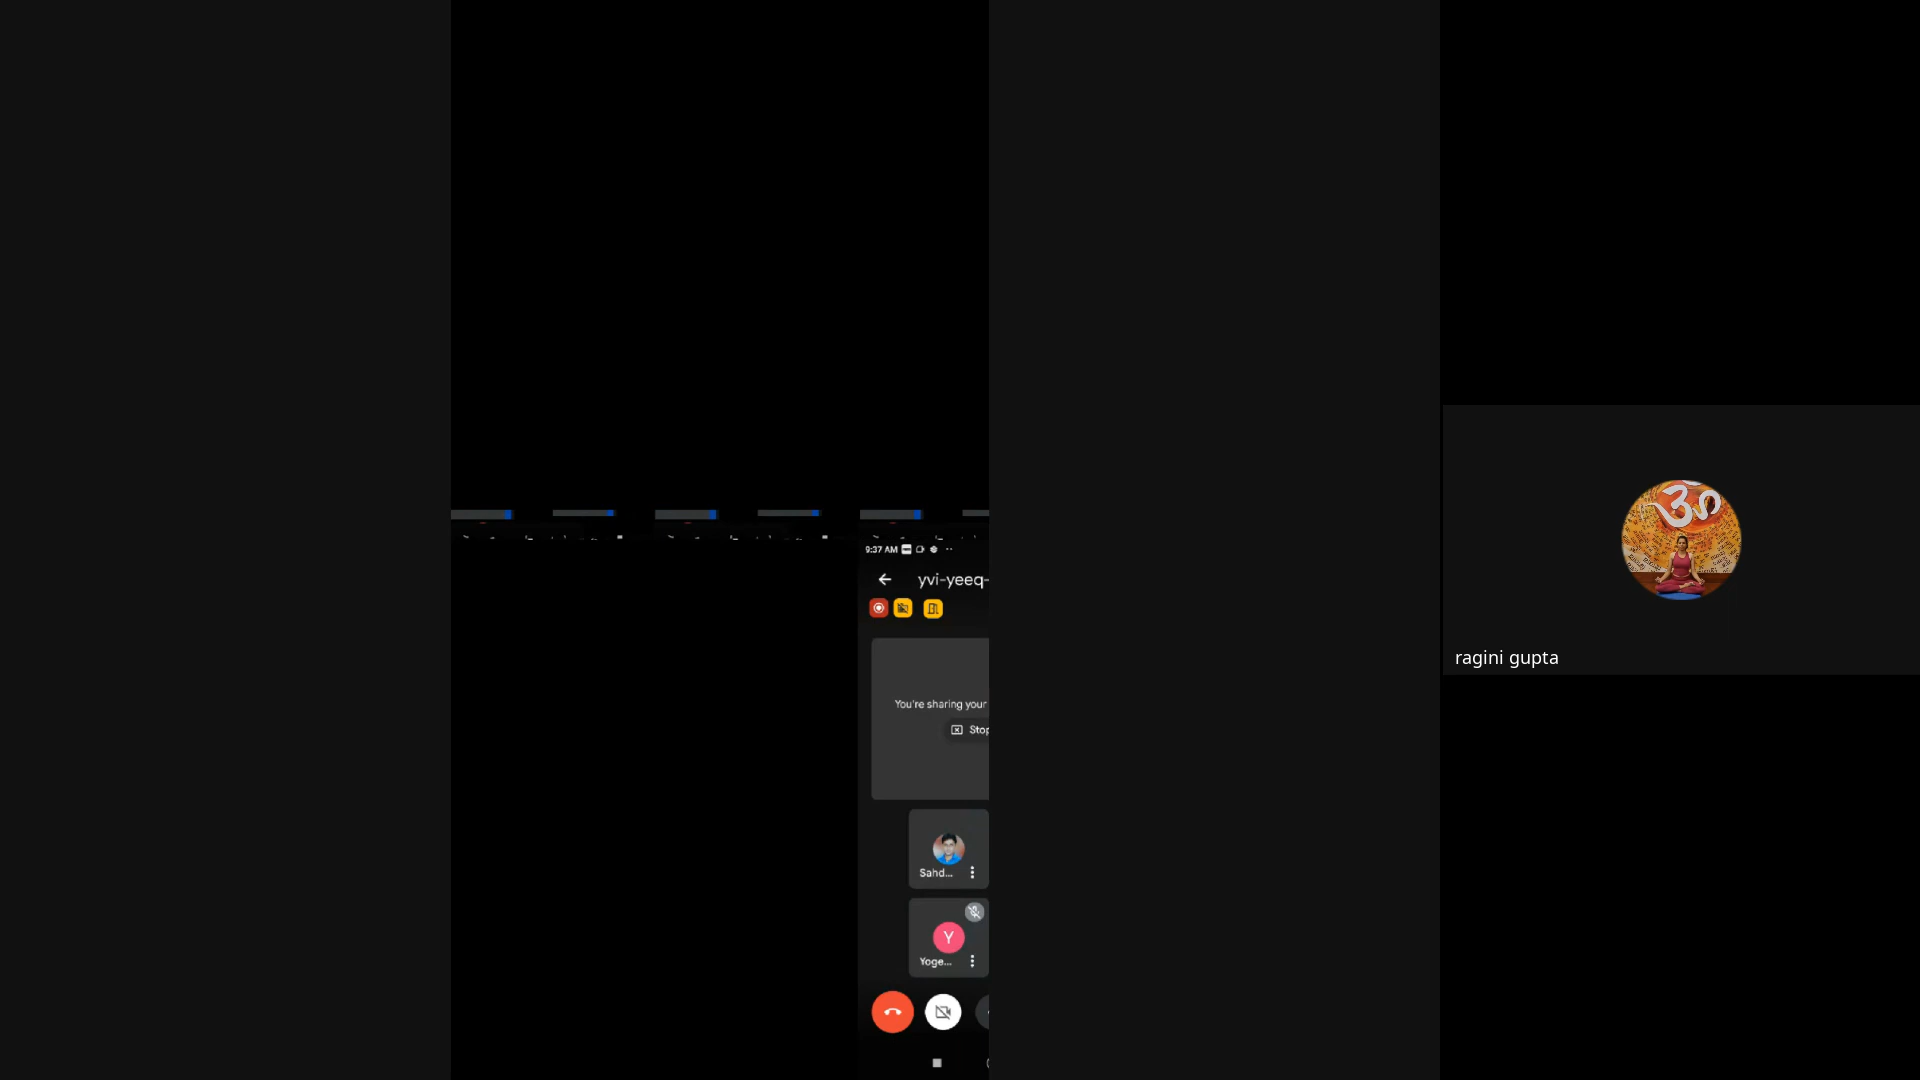 9:37 AM
yvi-yeeq-
You're sharing your
Stop
Sahd...
Y
Yoge...
ragini gupta